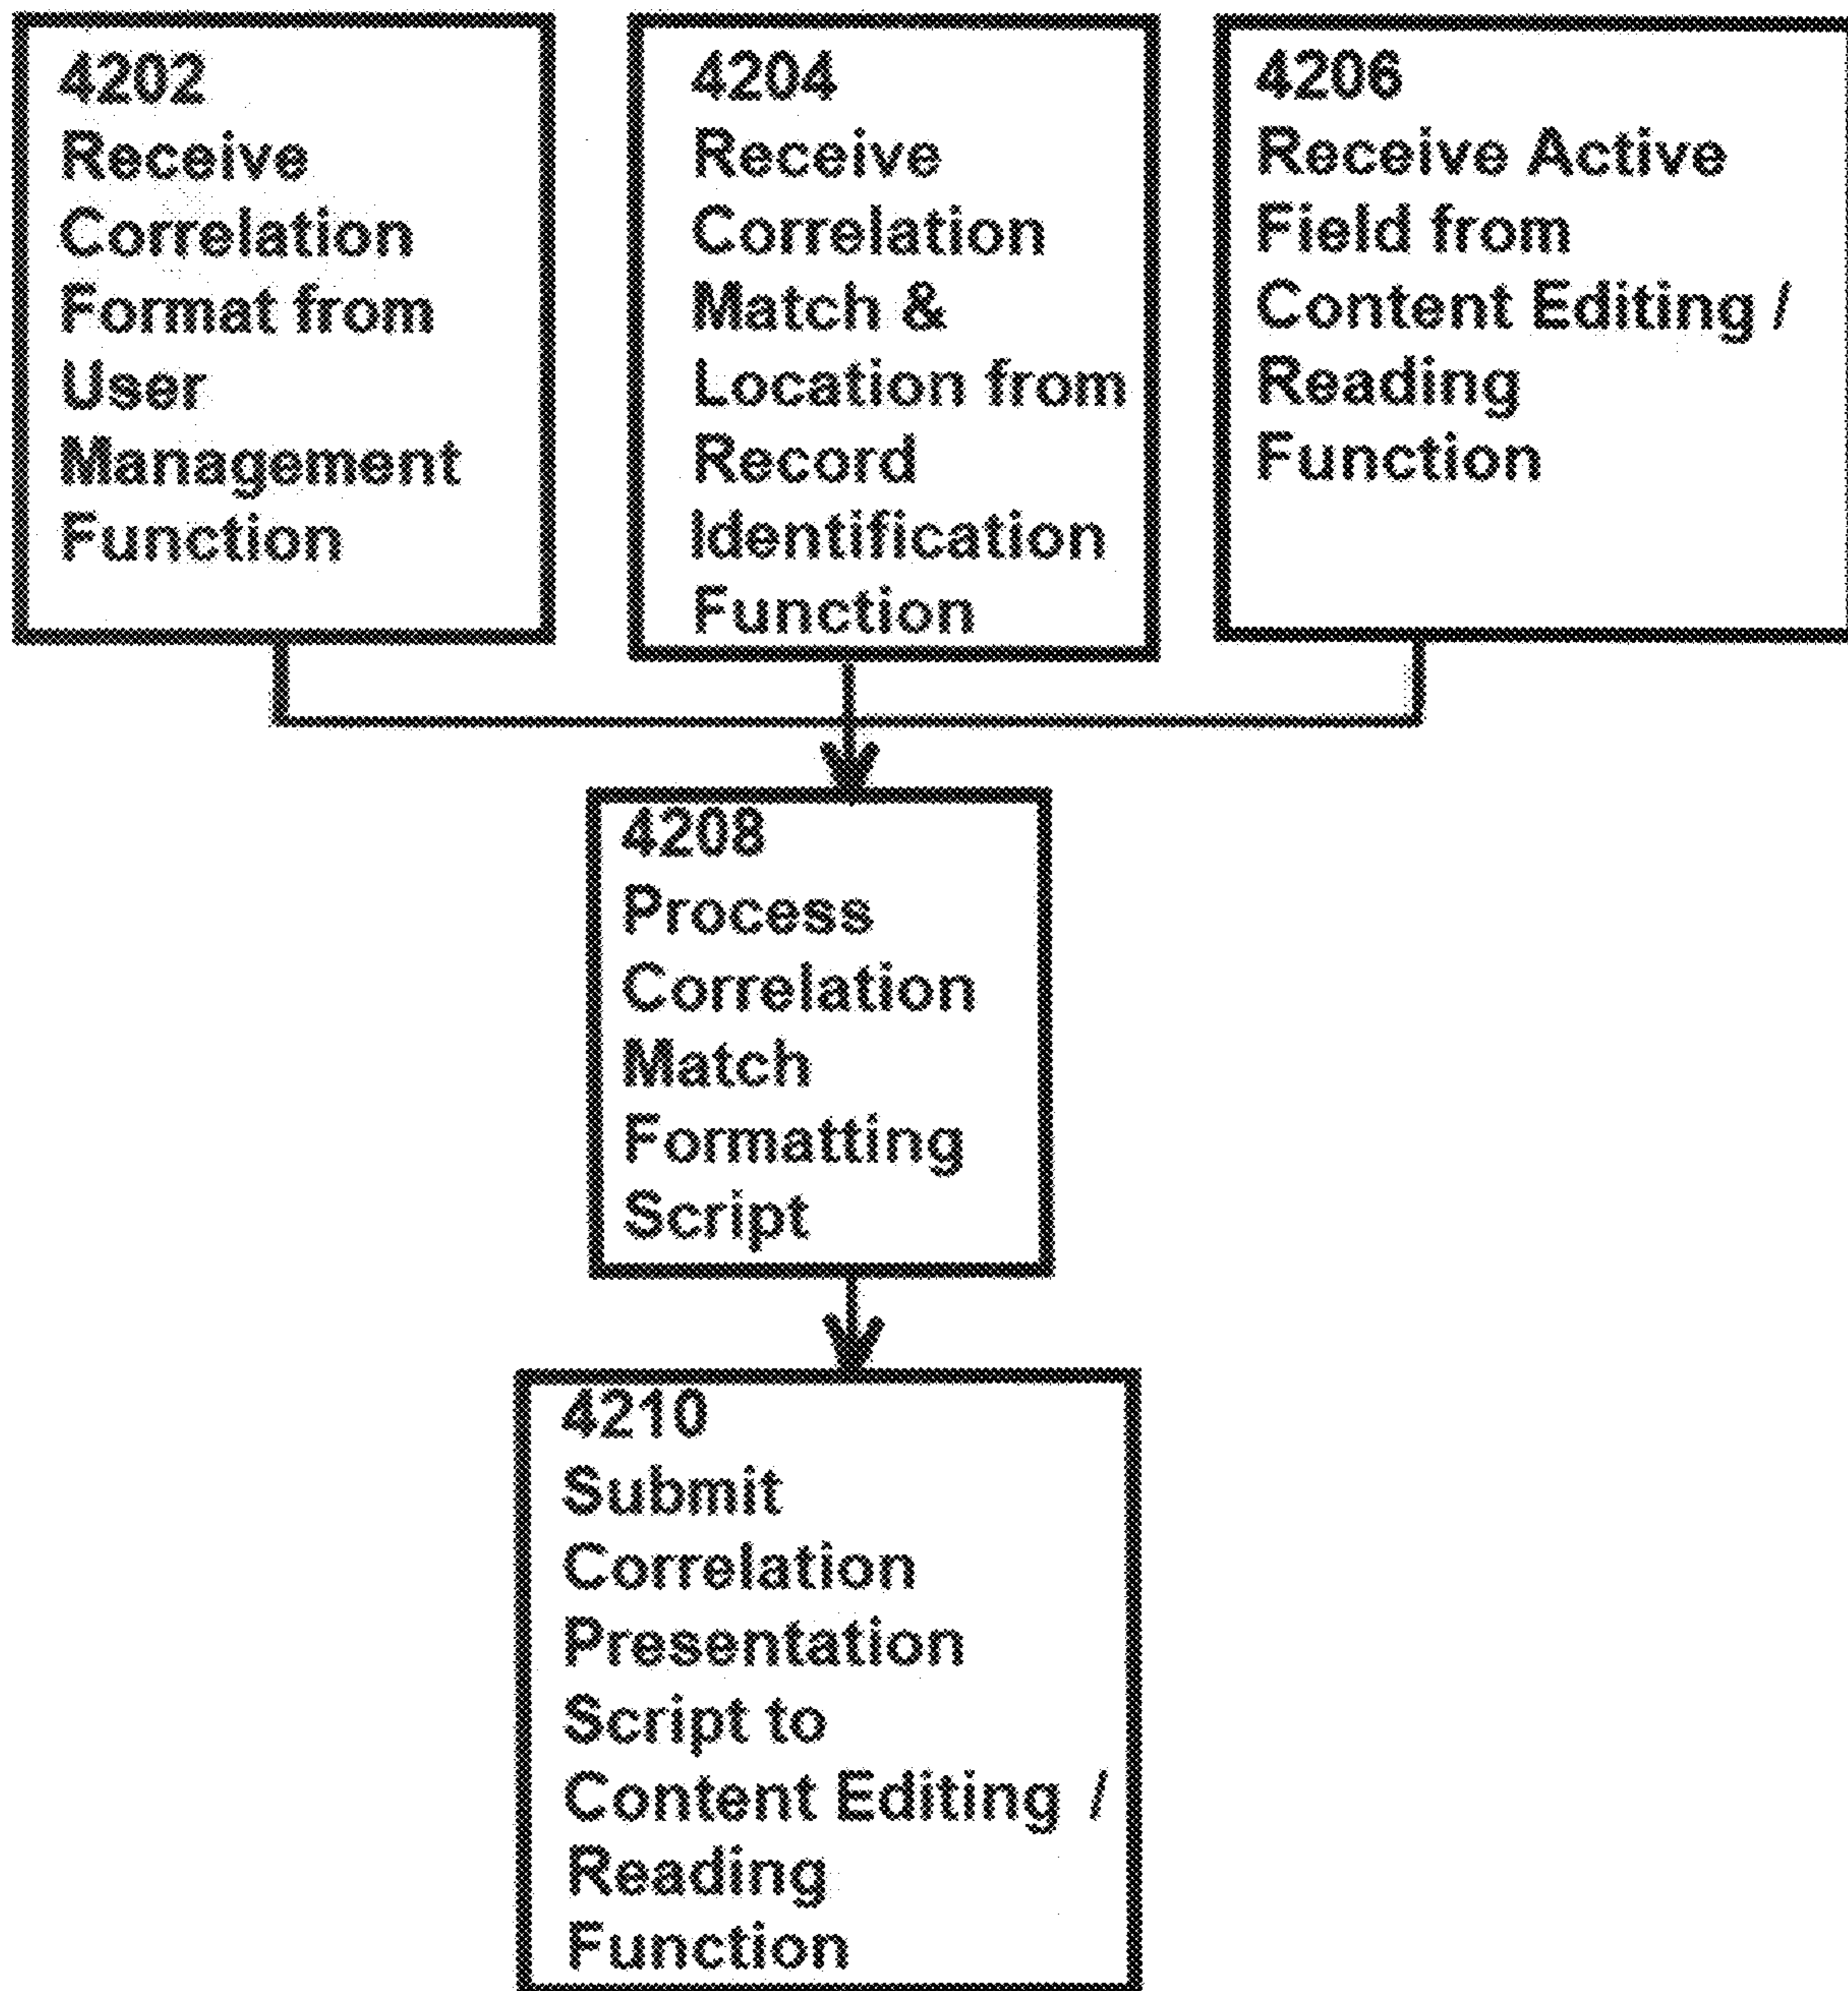 4202
Receive
Correlation
Format from
User
Management
Function
4204
Receive
Correlation
Match &
Location from
Record
Identification
Function
4206
Receive Active
Field from
Content Editing /
Reading
Function
4208
Process
Correlation
Match
Formatting
Script
4210
Submit
Correlation
Presentation
Script to
Content Editing /
Reading
Function